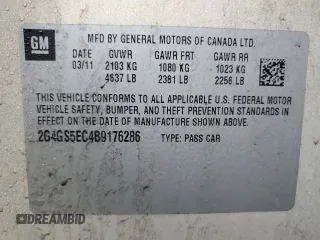 GM
MFD BY GENERAL MOTORS OF CANADA LTD.
DATE GVWR GAWR FRT GAWR RR
03/11 2103 KG 1080 KG 1023 KG
4637 LB 2381 LB 2256 LB
THIS VEHICLE CONFORMS TO ALL APPLICABLE U.S. FEDERAL MOTOR
VEHICLE SAFETY, BUMPER, AND THEFT PREVENTION STANDARDS IN
EFFECT ON THE DATE OF MANUFACTURE SHOWN ABOVE.
2G4GS5EC4B9176286 TYPE: PASS CAR
DREAMBID